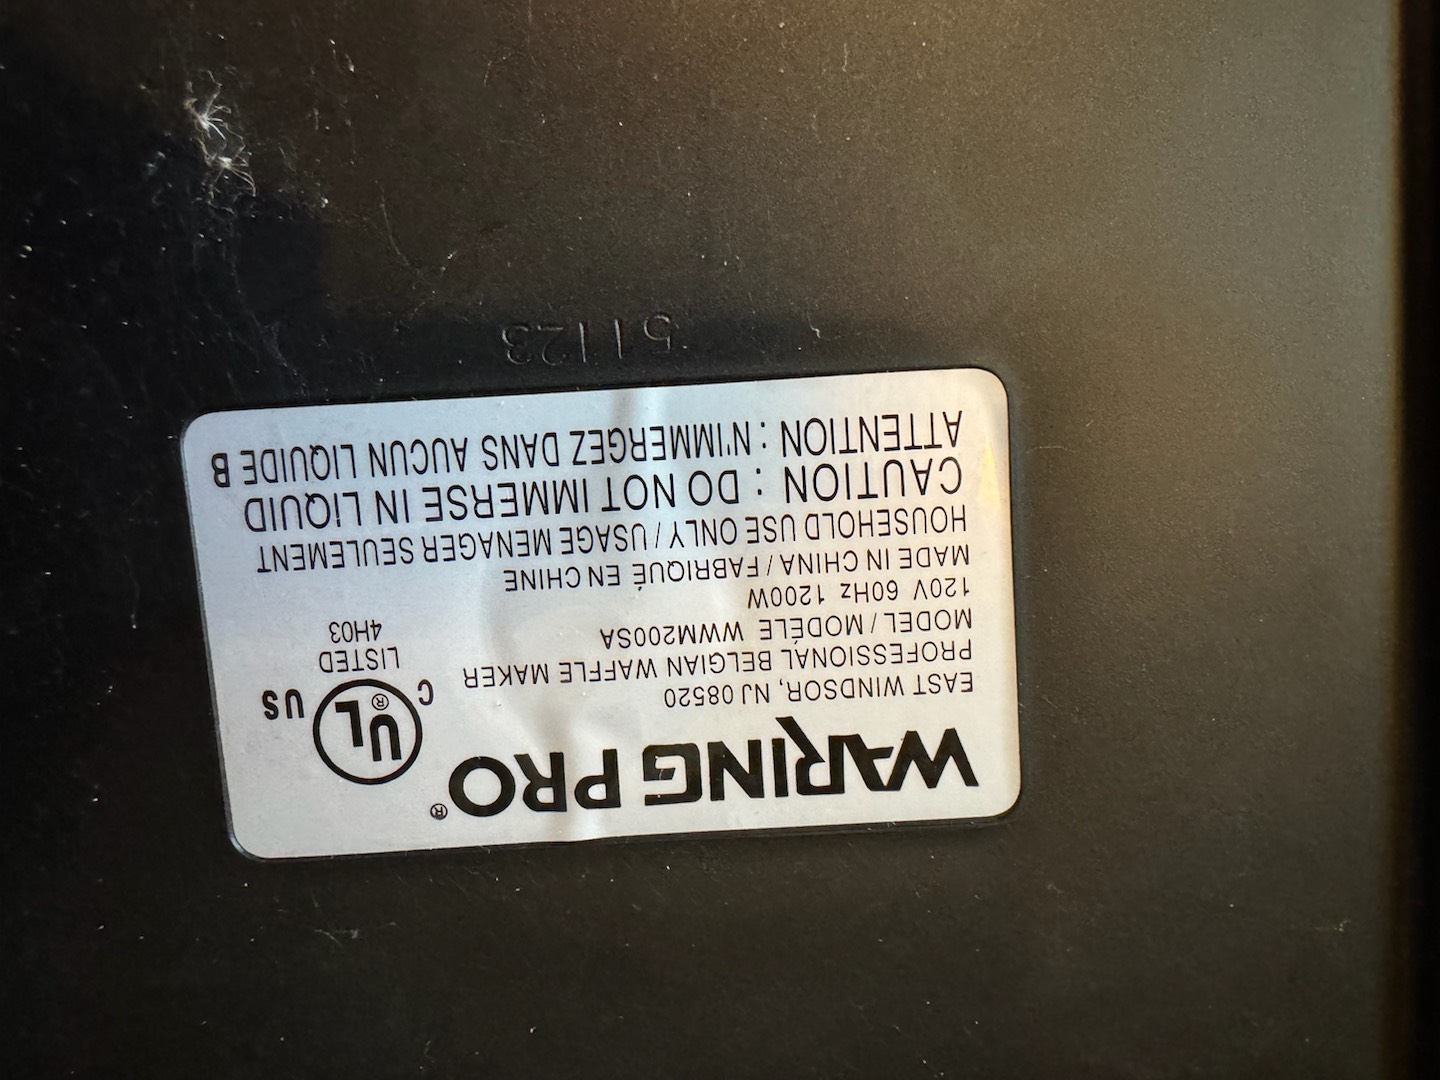 WARING PRO®
EAST WINDSOR, NJ 08520
PROFESSIONAL BELGIAN WAFFLE MAKER
MODEL / MODÈLE WWM200SA
120V 60Hz 1200W
MADE IN CHINA / FABRIQUÉ EN CHINE
C UL® US
LISTED
4H03
HOUSEHOLD USE ONLY / USAGE MENAGER SEULEMENT
CAUTION : DO NOT IMMERSE IN LIQUID
ATTENTION : N'IMMERGEZ DANS AUCUN LIQUIDE B
51123